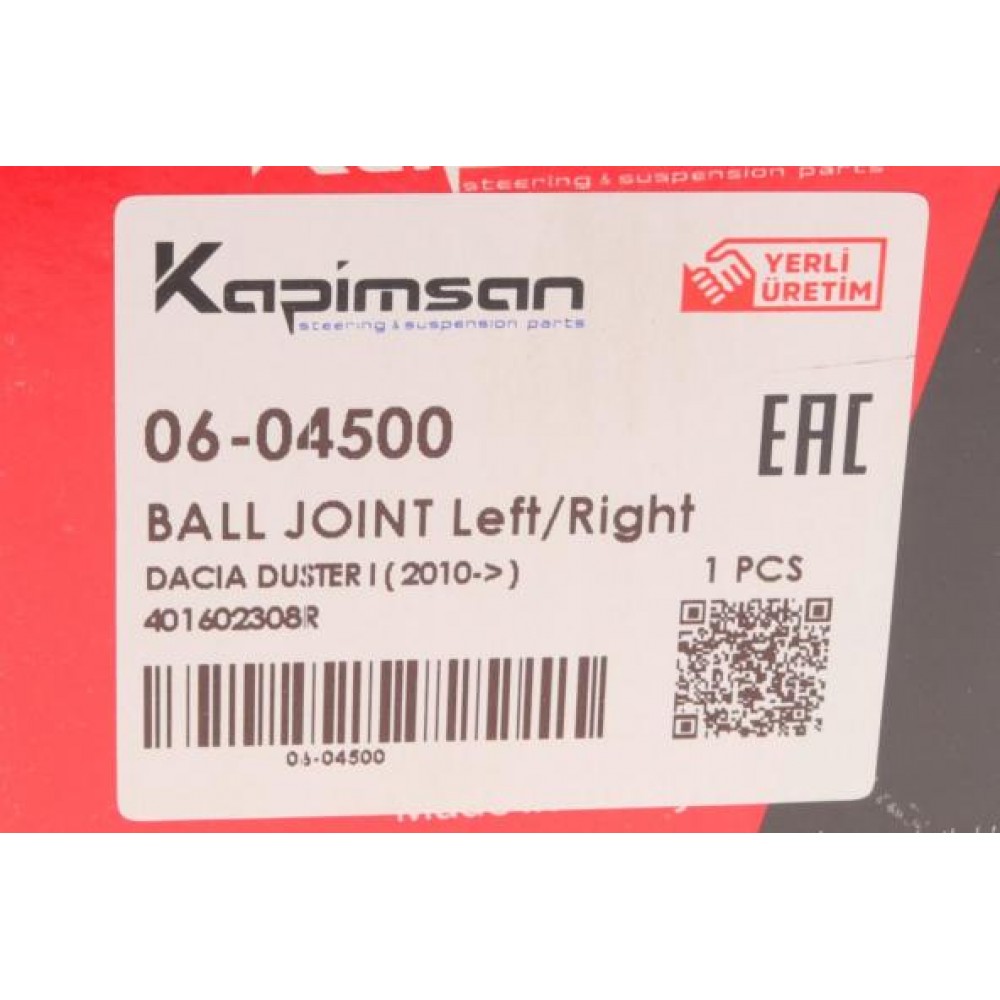 steering & suspension parts
Kapimsan
steering & suspension parts
YERLİ
ÜRETİM
06-04500
EAC
BALL JOINT Left/Right
DACIA DUSTER I ( 2010-> )
1 PCS
401602308R
06-04500